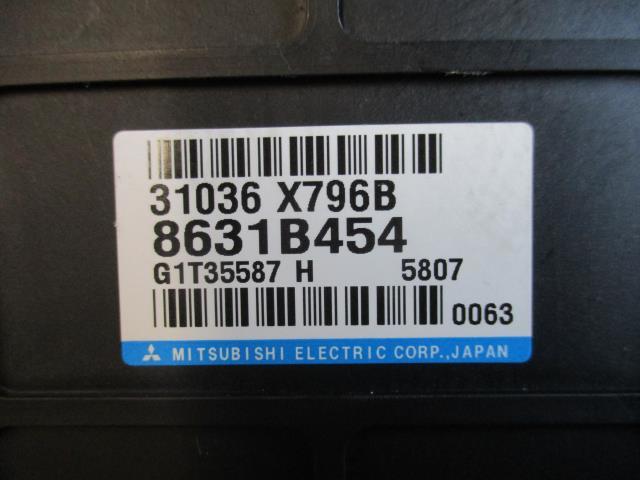 31036 X796B
8631B454
G1T35587 H 5807
0063
MITSUBISHI ELECTRIC CORP., JAPAN